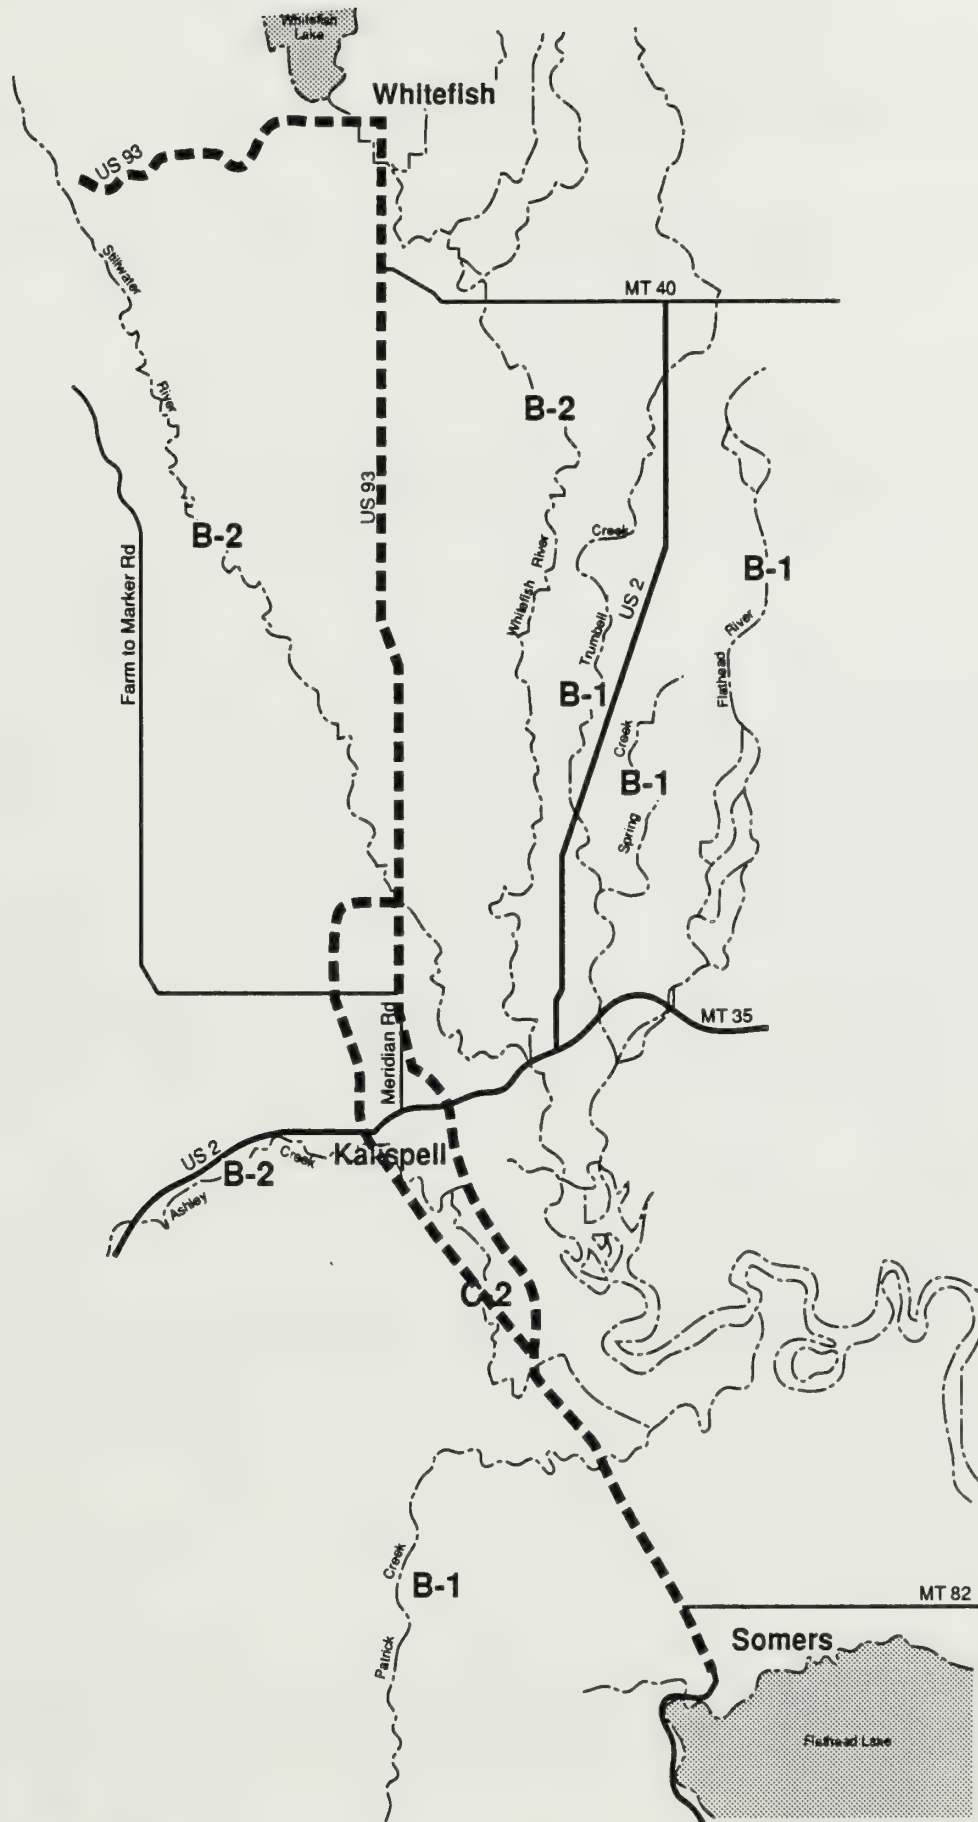 Whitefish
Lake
Whitefish
US 93
Stillwater
MT 40
River
B-2
US 93
Creek
B-2
River
B-1
Farm to Marker Rd
Whitefish
US 2
Trumbell
River
Flathead
B-1
Creek
B-1
Spring
MT 35
Meridian Rd
US 2
Creek
Kalispell
B-2
Ashley
C-2
Creek
B-1
MT 82
Patrick
Somers
Flathead Lake